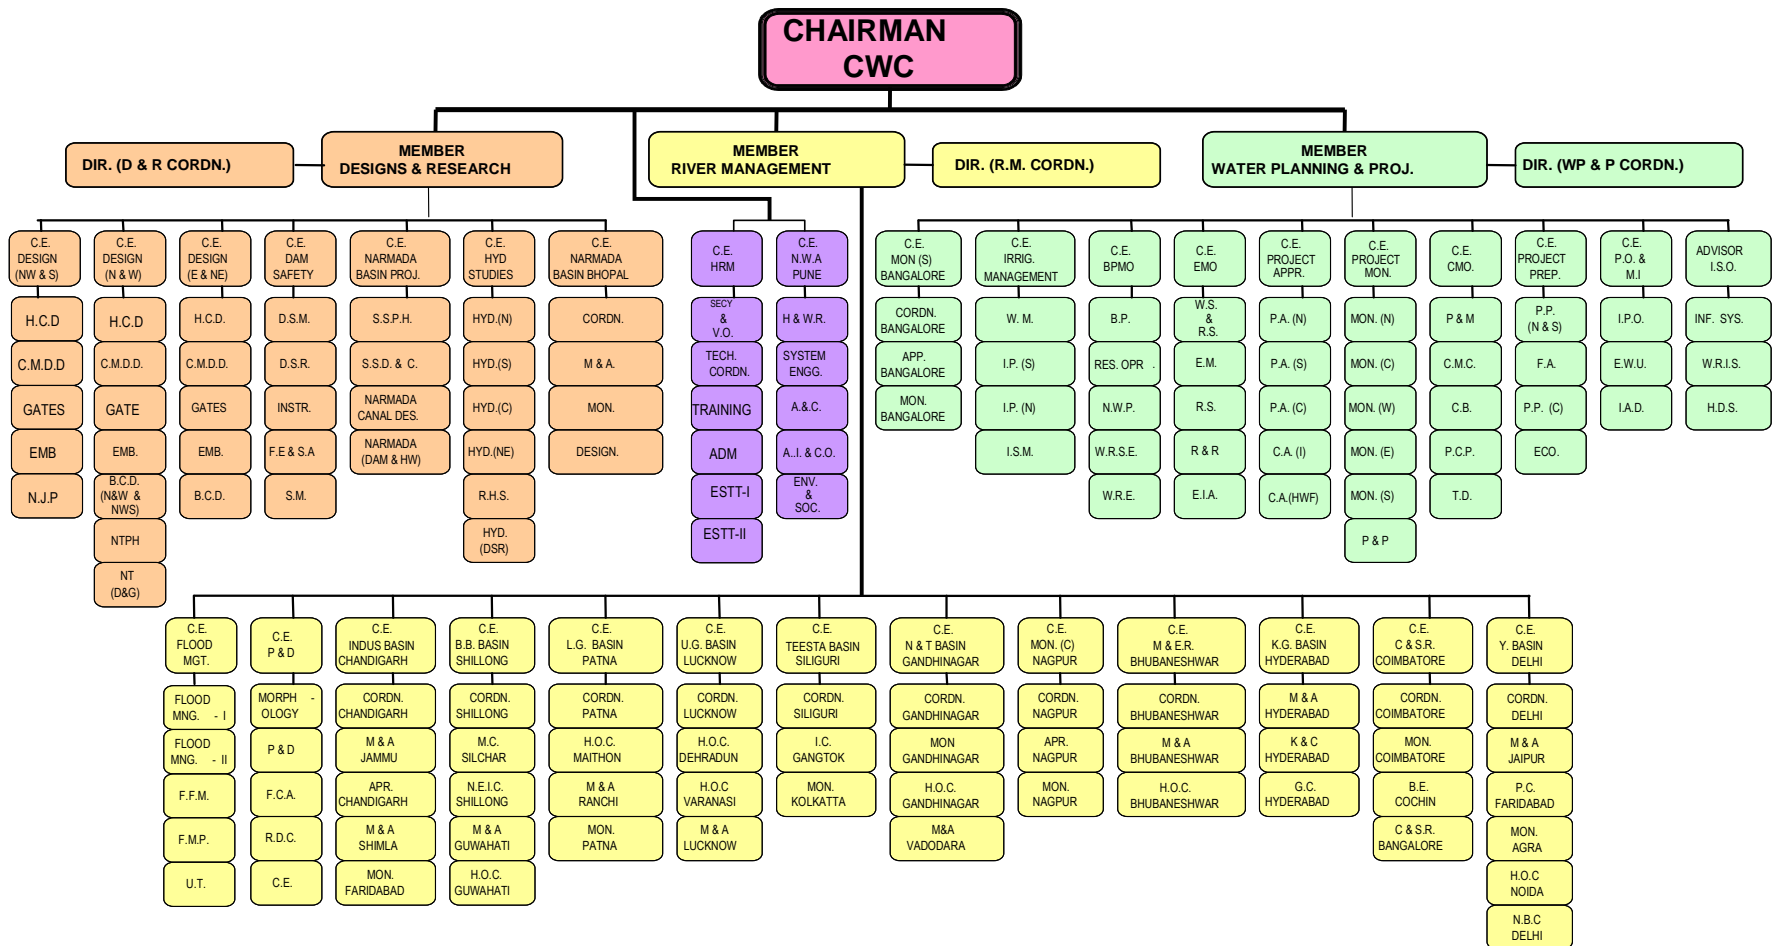 CHAIRMAN
CWC
DIR. (D & R CORDN.)
MEMBER
DESIGNS & RESEARCH
MEMBER
RIVER MANAGEMENT
DIR. (R.M. CORDN.)
MEMBER
WATER PLANNING & PROJ.
DIR. (WP & P CORDN.)
C.E.
DESIGN
(NW & S)
H.C.D
C.M.D.D
GATES
EMB
N.J.P
C.E.
DESIGN
(N & W)
H.C.D
C.M.D.D.
GATE
EMB.
B.C.D.
(N&W &
NWS)
NTPH
NT
(D&G)
C.E.
DESIGN
(E & NE)
H.C.D.
C.M.D.D.
GATES
EMB.
B.C.D.
C.E.
DAM
SAFETY
D.S.M.
D.S.R.
INSTR.
F.E & S.A
S.M.
C.E.
NARMADA
BASIN PROJ.
S.S.P.H.
S.S.D. & C.
NARMADA
CANAL DES.
NARMADA
(DAM & HW)
C.E.
HYD
STUDIES
HYD.(N)
HYD.(S)
HYD.(C)
HYD.(NE)
R.H.S.
HYD.
(DSR)
C.E.
NARMADA
BASIN BHOPAL
CORDN.
M & A.
MON.
DESIGN.
C.E.
HRM
SECY
&
V.O.
TECH.
CORDN.
TRAINING
ADM
ESTT-I
ESTT-II
C.E.
N.W.A
PUNE
H & W.R.
SYSTEM
ENGG.
A.&.C.
A..I. & C.O.
ENV.
&
SOC.
C.E.
MON (S)
BANGALORE
CORDN.
BANGALORE
APP.
BANGALORE
MON.
BANGALORE
C.E.
IRRIG.
MANAGEMENT
W. M.
I.P. (S)
I.P. (N)
I.S.M.
C.E.
BPMO
B.P.
RES. OPR .
N.W.P.
W.R.S.E.
W.R.E.
C.E.
EMO
W.S.
&
R.S.
E.M.
R.S.
R & R
E.I.A.
C.E.
PROJECT
APPR.
P.A. (N)
P.A. (S)
P.A. (C)
C.A. (I)
C.A.(HWF)
C.E.
PROJECT
MON.
MON. (N)
MON. (C)
MON. (W)
MON. (E)
MON. (S)
P & P
C.E.
CMO.
P & M
C.M.C.
C.B.
P.C.P.
T.D.
C.E.
PROJECT
PREP.
P.P.
(N & S)
F.A.
P.P. (C)
ECO.
C.E.
P.O. &
M.I
I.P.O.
E.W.U.
I.A.D.
ADVISOR
I.S.O.
INF. SYS.
W.R.I.S.
H.D.S.
C.E.
FLOOD
MGT.
FLOOD
MNG. - I
FLOOD
MNG. - II
F.F.M.
F.M.P.
U.T.
C.E.
P & D
MORPH -
OLOGY
P & D
F.C.A.
R.D.C.
C.E.
C.E.
INDUS BASIN
CHANDIGARH
CORDN.
CHANDIGARH
M & A
JAMMU
APR.
CHANDIGARH
M & A
SHIMLA
MON.
FARIDABAD
C.E.
B.B. BASIN
SHILLONG
CORDN.
SHILLONG
M.C.
SILCHAR
N.E.I.C.
SHILLONG
M & A
GUWAHATI
H.O.C.
GUWAHATI
C.E.
L.G. BASIN
PATNA
CORDN.
PATNA
H.O.C.
MAITHON
M & A
RANCHI
MON.
PATNA
C.E.
U.G. BASIN
LUCKNOW
CORDN.
LUCKNOW
H.O.C.
DEHRADUN
H.O.C
VARANASI
M & A
LUCKNOW
C.E.
TEESTA BASIN
SILIGURI
CORDN.
SILIGURI
I.C.
GANGTOK
MON.
KOLKATTA
C.E.
N & T BASIN
GANDHINAGAR
CORDN.
GANDHINAGAR
MON
GANDHINAGAR
H.O.C.
GANDHINAGAR
M&A
VADODARA
C.E.
MON. (C)
NAGPUR
CORDN.
NAGPUR
APR.
NAGPUR
MON.
NAGPUR
C.E.
M & E.R.
BHUBANESHWAR
CORDN.
BHUBANESHWAR
M & A
BHUBANESHWAR
H.O.C.
BHUBANESHWAR
C.E.
K.G. BASIN
HYDERABAD
M & A
HYDERABAD
K & C
HYDERABAD
G.C.
HYDERABAD
C.E.
C & S.R.
COIMBATORE
CORDN.
COIMBATORE
MON.
COIMBATORE
B.E.
COCHIN
C & S.R.
BANGALORE
C.E.
Y. BASIN
DELHI
CORDN.
DELHI
M & A
JAIPUR
P.C.
FARIDABAD
MON.
AGRA
H.O.C
NOIDA
N.B.C
DELHI